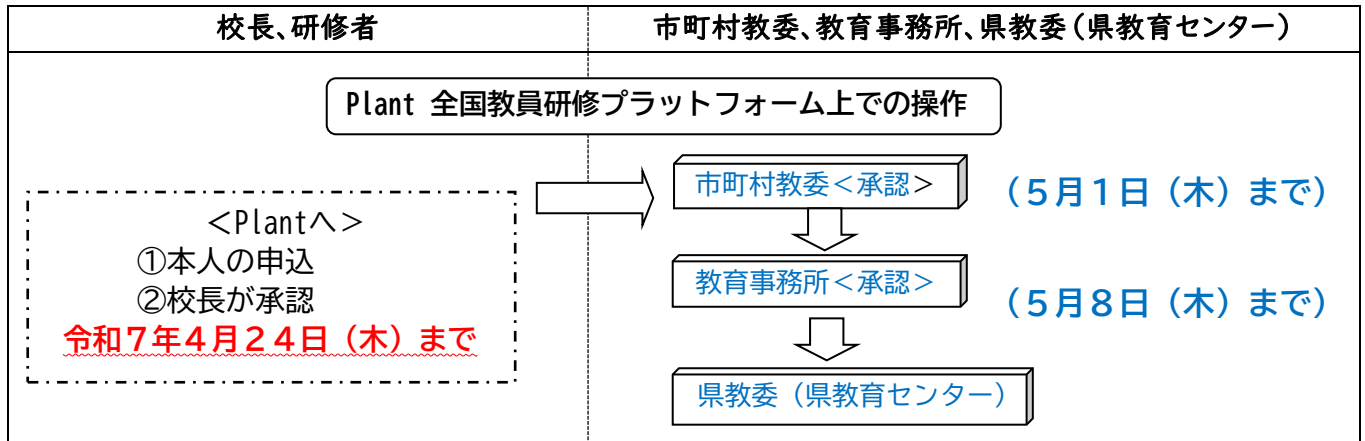 校長、研修者
市町村教委、教育事務所、県教委（県教育センター）
Plant 全国教員研修プラットフォーム上での操作
＜Plantへ＞
①本人の申込
②校長が承認
令和７年４月２４日（木）まで
市町村教委＜承認＞
（５月１日（木）まで）
教育事務所＜承認＞
（５月８日（木）まで）
県教委（県教育センター）